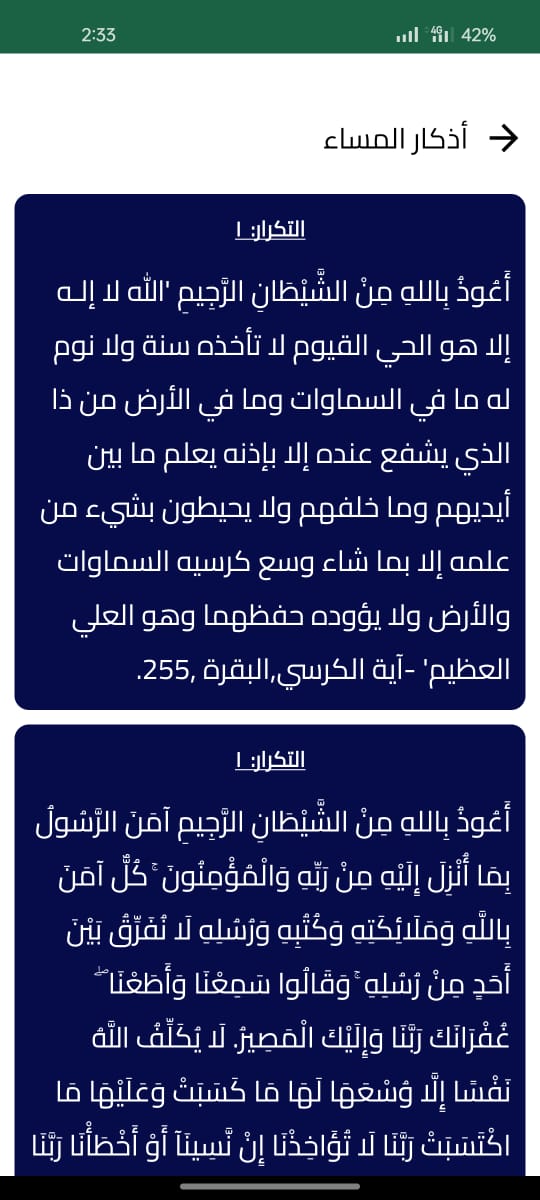 2:33 4G 42%
أذكار المساء
التكرار: ١
أَعُوذُ بِاللهِ مِنْ الشَّيْطَانِ الرَّجِيمِ 'الله لا إلـه
إلا هو الحي القيوم لا تأخذه سنة ولا نوم
له ما في السماوات وما في الأرض من ذا
الذي يشفع عنده إلا بإذنه يعلم ما بين
أيديهم وما خلفهم ولا يحيطون بشيء من
علمه إلا بما شاء وسع كرسيه السماوات
والأرض ولا يؤوده حفظهما وهو العلي
العظيم' -آية الكرسي,البقرة ,255.
التكرار: ١
أَعُوذُ بِاللهِ مِنْ الشَّيْطَانِ الرَّجِيمِ آمَنَ الرَّسُولُ
بِمَا أُنْزِلَ إِلَيْهِ مِنْ رَبِّهِ وَالْمُؤْمِنُونَ ۚ كُلٌّ آمَنَ
بِاللَّهِ وَمَلَائِكَتِهِ وَكُتُبِهِ وَرُسُلِهِ لَا نُفَرِّقُ بَيْنَ
أَحَدٍ مِنْ رُسُلِهِ ۚ وَقَالُوا سَمِعْنَا وَأَطَعْنَا ۖ
غُفْرَانَكَ رَبَّنَا وَإِلَيْكَ الْمَصِيرُ. لَا يُكَلِّفُ اللَّهُ
نَفْسًا إِلَّا وُسْعَهَا لَهَا مَا كَسَبَتْ وَعَلَيْهَا مَا
اكْتَسَبَتْ رَبَّنَا لَا تُؤَاخِذْنَا إِنْ نَّسِينَآ أَوْ أَخْطَأْنَا رَبَّنَا